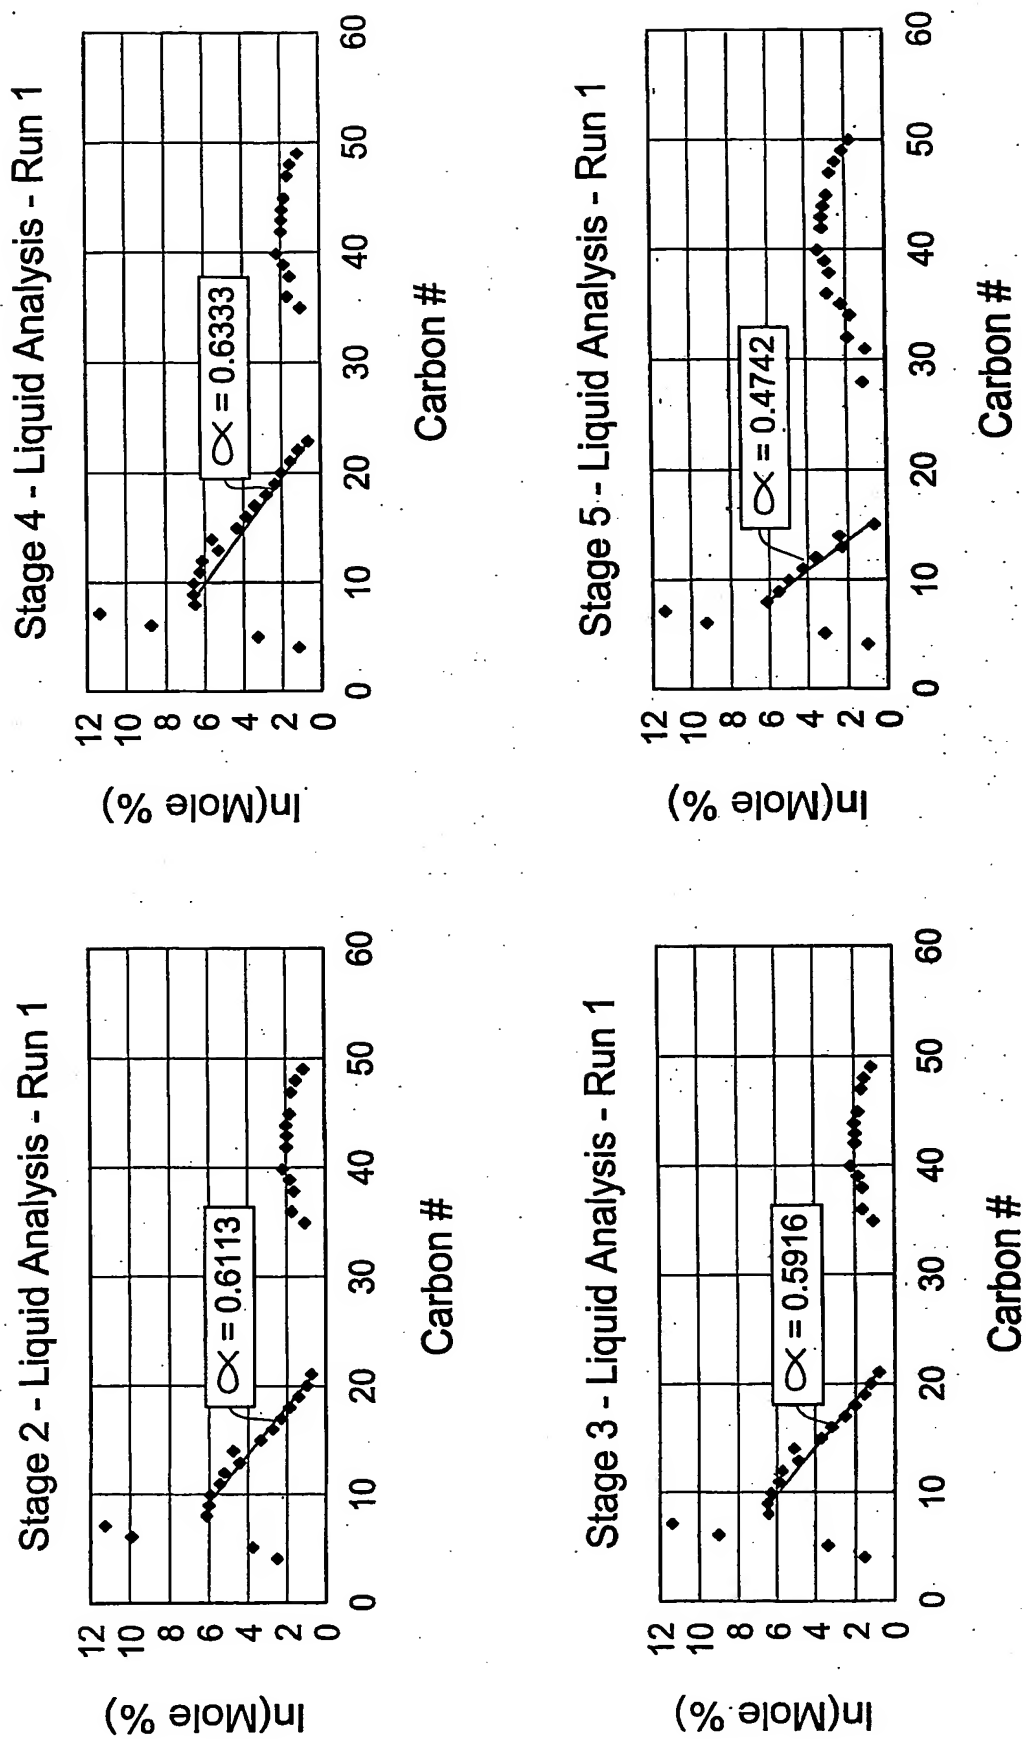 Stage 2 - Liquid Analysis - Run 1
12
10
8
6
4
2
0
ln(Mole %)
∝ = 0.6113
0 10 20 30 40 50 60
Carbon #
Stage 4 - Liquid Analysis - Run 1
12
10
8
6
4
2
0
ln(Mole %)
∝ = 0.6333
0 10 20 30 40 50 60
Carbon #
Stage 3 - Liquid Analysis - Run 1
12
10
8
6
4
2
0
ln(Mole %)
∝ = 0.5916
0 10 20 30 40 50 60
Carbon #
Stage 5 - Liquid Analysis - Run 1
12
10
8
6
4
2
0
ln(Mole %)
∝ = 0.4742
0 10 20 30 40 50 60
Carbon #